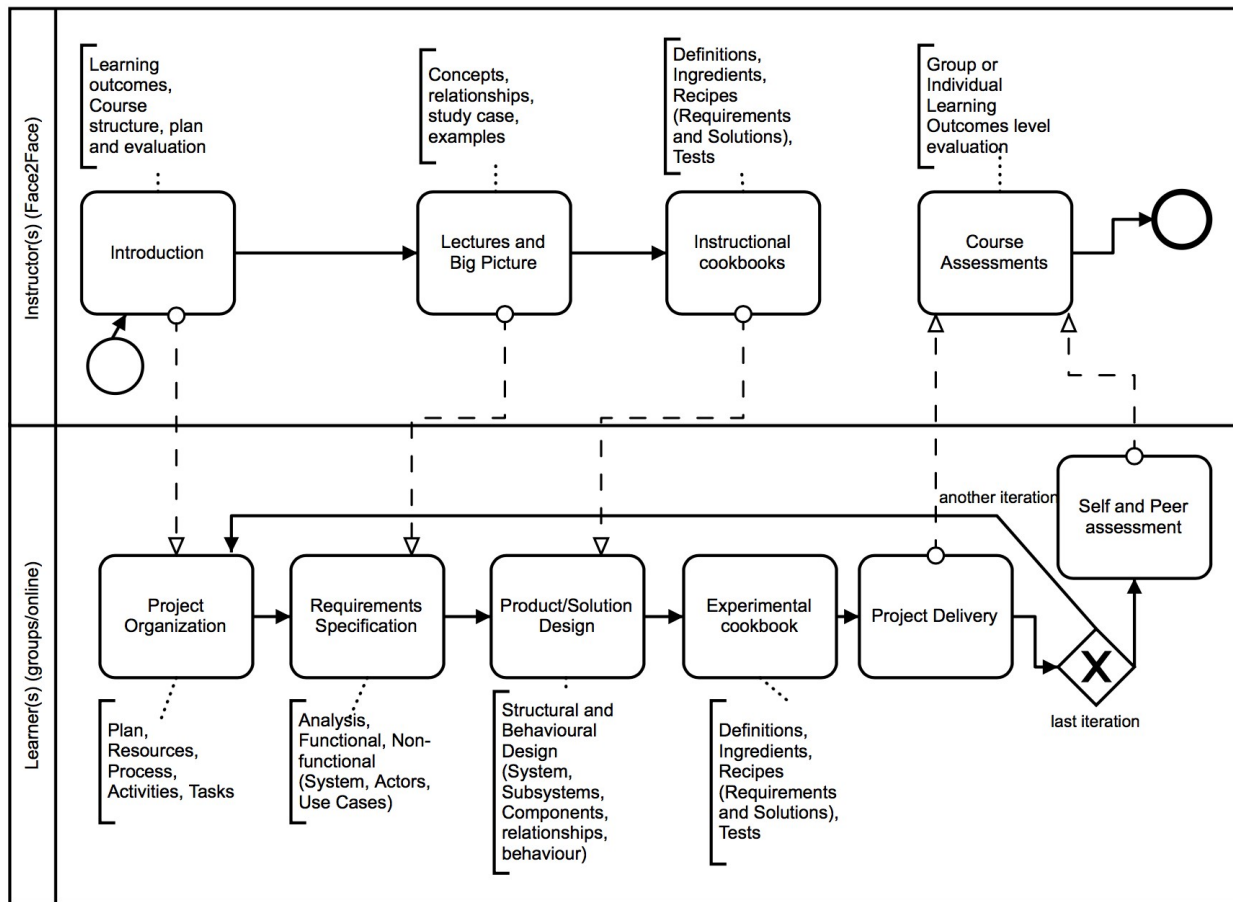 Instructor(s) (Face2Face)
Learning
outcomes,
Course
structure, plan
and evaluation
Concepts,
relationships,
study case,
examples
Definitions,
Ingredients,
Recipes
(Requirements
and Solutions),
Tests
Group or
Individual
Learning
Outcomes level
evaluation
Introduction
Lectures and
Big Picture
Instructional
cookbooks
Course
Assessments
Learner(s) (groups/online)
another iteration
Self and Peer
assessment
Project
Organization
Requirements
Specification
Product/Solution
Design
Experimental
cookbook
Project Delivery
X
last iteration
Plan,
Resources,
Process,
Activities, Tasks
Analysis,
Functional, Non-
functional
(System, Actors,
Use Cases)
Structural and
Behavioural
Design
(System,
Subsystems,
Components,
relationships,
behaviour)
Definitions,
Ingredients,
Recipes
(Requirements
and Solutions),
Tests